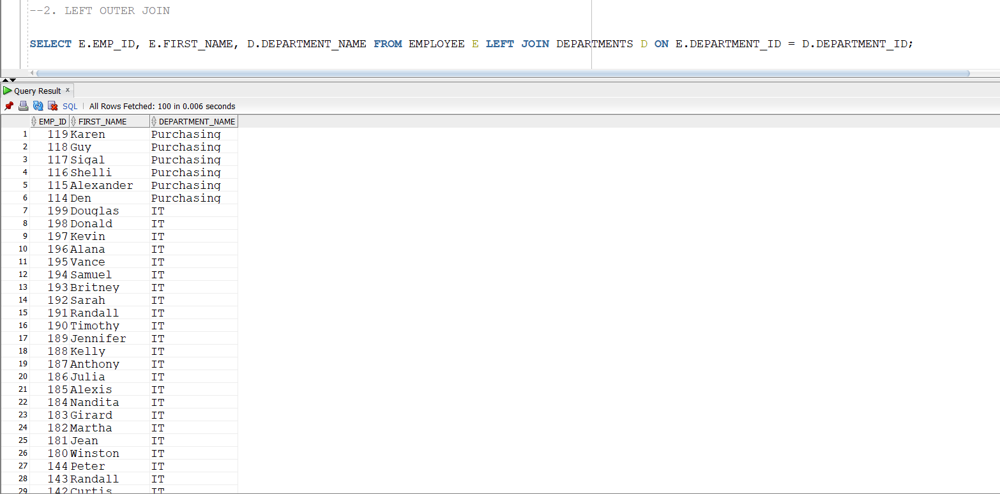 --2. LEFT OUTER JOIN
SELECT E.EMP_ID, E.FIRST_NAME, D.DEPARTMENT_NAME FROM EMPLOYEE E LEFT JOIN DEPARTMENTS D ON E.DEPARTMENT_ID = D.DEPARTMENT_ID;
Query Result x
SQL | All Rows Fetched: 100 in 0.006 seconds
EMP_ID FIRST_NAME DEPARTMENT_NAME
1 119 Karen Purchasing
2 118 Guy Purchasing
3 117 Sigal Purchasing
4 116 Shelli Purchasing
5 115 Alexander Purchasing
6 114 Den Purchasing
7 199 Douglas IT
8 198 Donald IT
9 197 Kevin IT
10 196 Alana IT
11 195 Vance IT
12 194 Samuel IT
13 193 Britney IT
14 192 Sarah IT
15 191 Randall IT
16 190 Timothy IT
17 189 Jennifer IT
18 188 Kelly IT
19 187 Anthony IT
20 186 Julia IT
21 185 Alexis IT
22 184 Nandita IT
23 183 Girard IT
24 182 Martha IT
25 181 Jean IT
26 180 Winston IT
27 144 Peter IT
28 143 Randall IT
29 142 Curtis IT